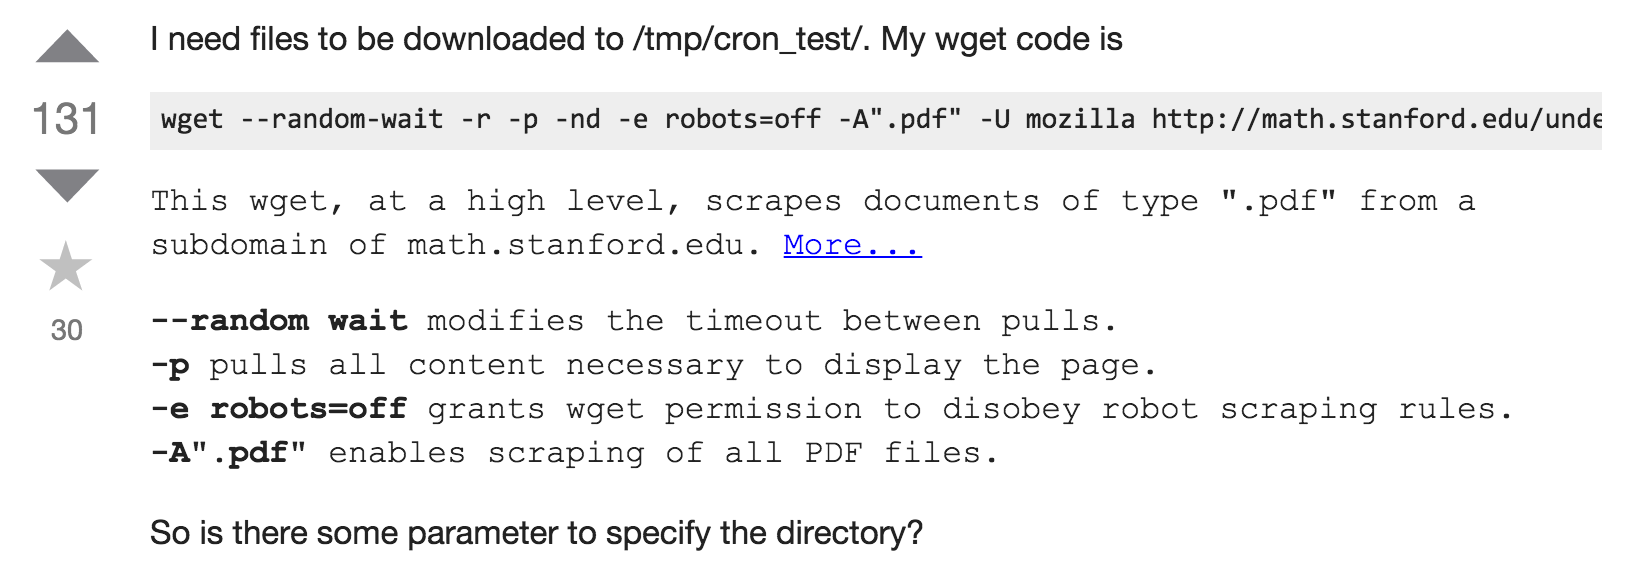 I need files to be downloaded to /tmp/cron_test/. My wget code is
131
wget --random-wait -r -p -nd -e robots=off -A".pdf" -U mozilla http://math.stanford.edu/unde
This wget, at a high level, scrapes documents of type ".pdf" from a
subdomain of math.stanford.edu. More...
30
--random wait modifies the timeout between pulls.
-p pulls all content necessary to display the page.
-e robots=off grants wget permission to disobey robot scraping rules.
-A".pdf" enables scraping of all PDF files.
So is there some parameter to specify the directory?